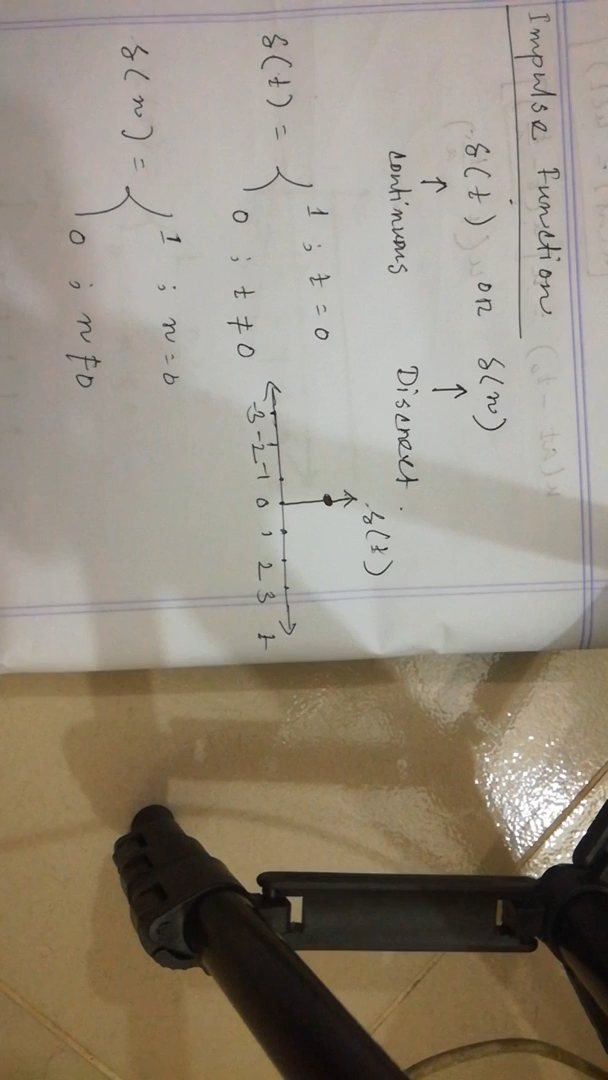 Impulse Function
δ(t) or δ(n)
↑ ↑
continuous Discreet.
δ(t) = { 1 ; t = 0
0 ; t ≠ 0
δ(t)
-3 -2 -1 0 1 2 3 t
δ(n) = { 1 ; n = 0
0 ; n ≠ 0